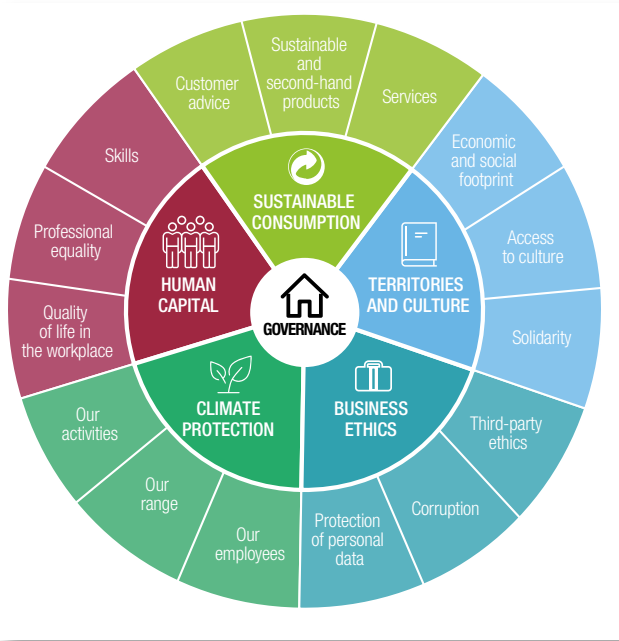 Sustainable
and
second-hand
products
Customer
advice
Services
Economic
and social
footprint
Skills
SUSTAINABLE
CONSUMPTION
Professional
equality
Access
to culture
HUMAN
CAPITAL
TERRITORIES
AND CULTURE
GOVERNANCE
Quality
of life in
the workplace
Solidarity
CLIMATE
PROTECTION
BUSINESS
ETHICS
Our
activities
Third-party
ethics
Our
range
Corruption
Our
employees
Protection
of personal
data